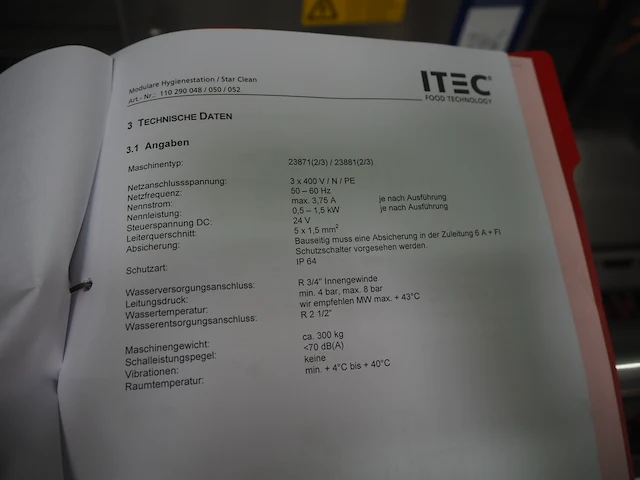 Modulare Hygienestation / Star Clean
Art.-Nr.: 110 290 048 / 050 / 052
ITEC®
FOOD TECHNOLOGY
3 TECHNISCHE DATEN
3.1 Angaben
Maschinentyp: 23871(2/3) / 23881(2/3)
Netzanschlussspannung: 3 x 400 V / N / PE
Netzfrequenz: 50 – 60 Hz
Nennstrom: max. 3,75 A je nach Ausführung
Nennleistung: 0,5 – 1,5 kW je nach Ausführung
Steuerspannung DC: 24 V
Leiterquerschnitt: 5 x 1,5 mm²
Absicherung: Bauseitig muss eine Absicherung in der Zuleitung 6 A + FI
Schutzschalter vorgesehen werden.
Schutzart: IP 64
Wasserversorgungsanschluss: R 3/4" Innengewinde
Leitungsdruck: min. 4 bar, max. 8 bar
Wassertemperatur: wir empfehlen MW max. + 43°C
Wasserentsorgungsanschluss: R 2 1/2"
Maschinengewicht: ca. 300 kg
Schalleistungspegel: <70 dB(A)
Vibrationen: keine
Raumtemperatur: min. + 4°C bis + 40°C